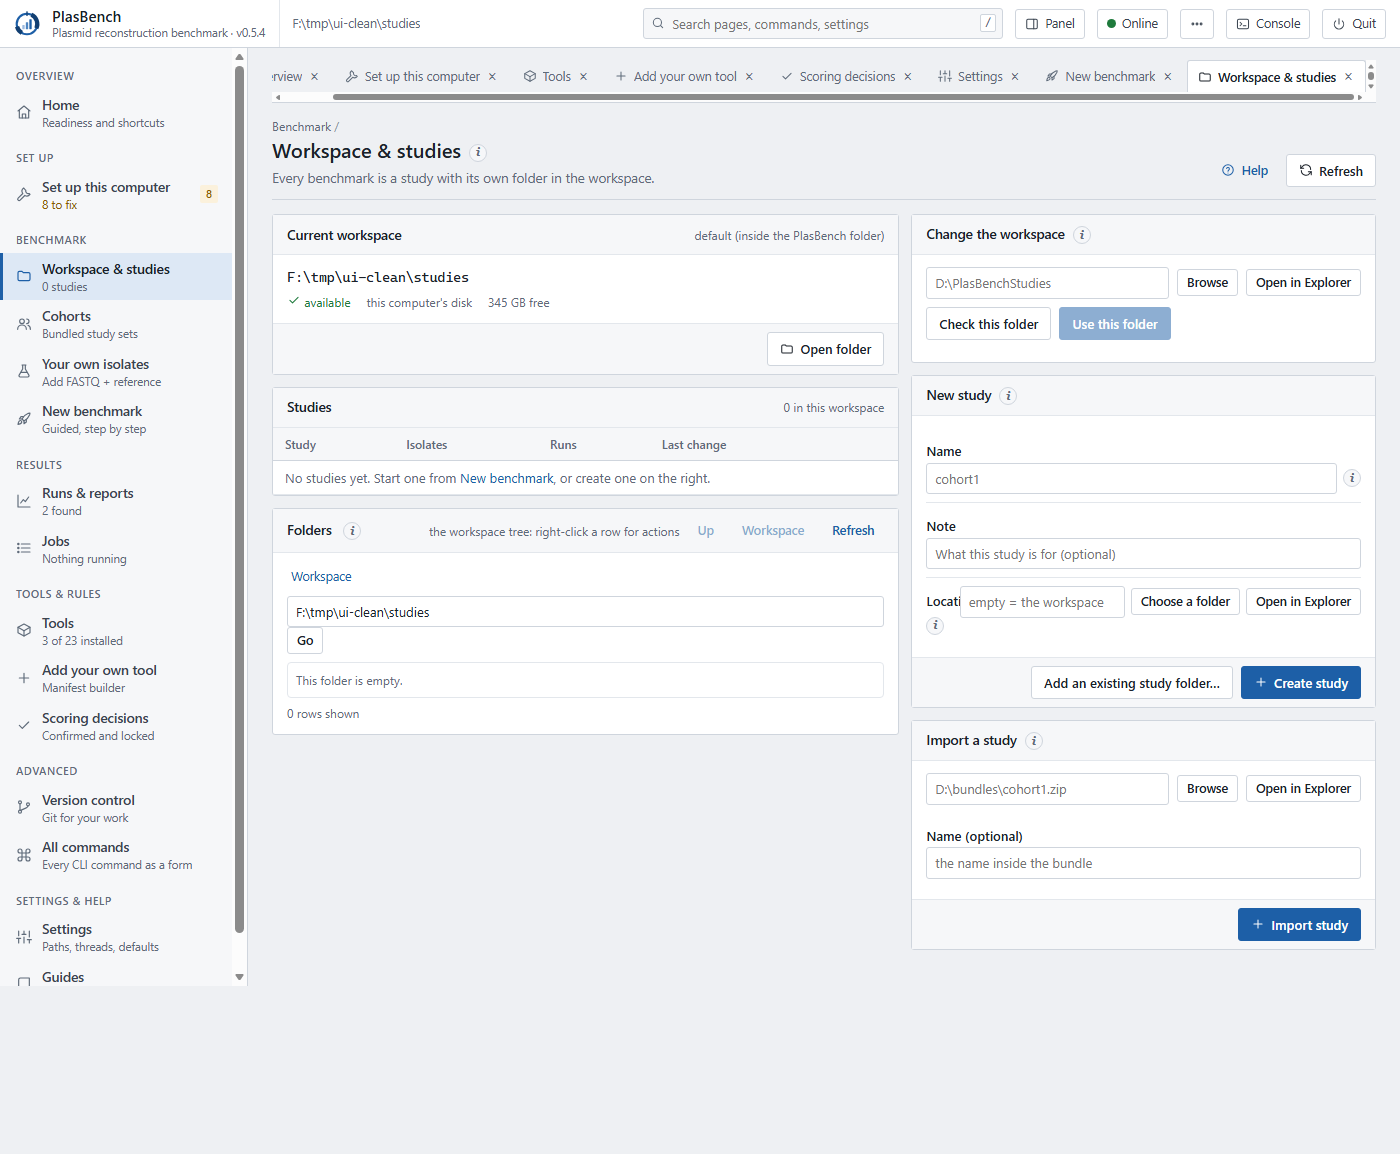 PlasBench
Plasmid reconstruction benchmark · v0.5.4
F:\tmp\ui-clean\studies
Search pages, commands, settings
/
Panel
Online
Console
Quit
OVERVIEW
Home
Readiness and shortcuts
SET UP
Set up this computer
8 to fix
8
BENCHMARK
Workspace & studies
0 studies
Cohorts
Bundled study sets
Your own isolates
Add FASTQ + reference
New benchmark
Guided, step by step
RESULTS
Runs & reports
2 found
Jobs
Nothing running
TOOLS & RULES
Tools
3 of 23 installed
Add your own tool
Manifest builder
Scoring decisions
Confirmed and locked
ADVANCED
Version control
Git for your work
All commands
Every CLI command as a form
SETTINGS & HELP
Settings
Paths, threads, defaults
Guides
erview
Set up this computer
Tools
Add your own tool
Scoring decisions
Settings
New benchmark
Workspace & studies
Benchmark /
Workspace & studies
Every benchmark is a study with its own folder in the workspace.
Help
Refresh
Current workspace
default (inside the PlasBench folder)
F:\tmp\ui-clean\studies
available
this computer's disk
345 GB free
Open folder
Studies
0 in this workspace
Study Isolates Runs Last change
No studies yet. Start one from New benchmark, or create one on the right.
Folders
the workspace tree: right-click a row for actions
Up
Workspace
Refresh
Workspace
F:\tmp\ui-clean\studies
Go
This folder is empty.
0 rows shown
Change the workspace
D:\PlasBenchStudies
Browse
Open in Explorer
Check this folder
Use this folder
New study
Name
cohort1
Note
What this study is for (optional)
Locati
empty = the workspace
Choose a folder
Open in Explorer
Add an existing study folder...
Create study
Import a study
D:\bundles\cohort1.zip
Browse
Open in Explorer
Name (optional)
the name inside the bundle
Import study